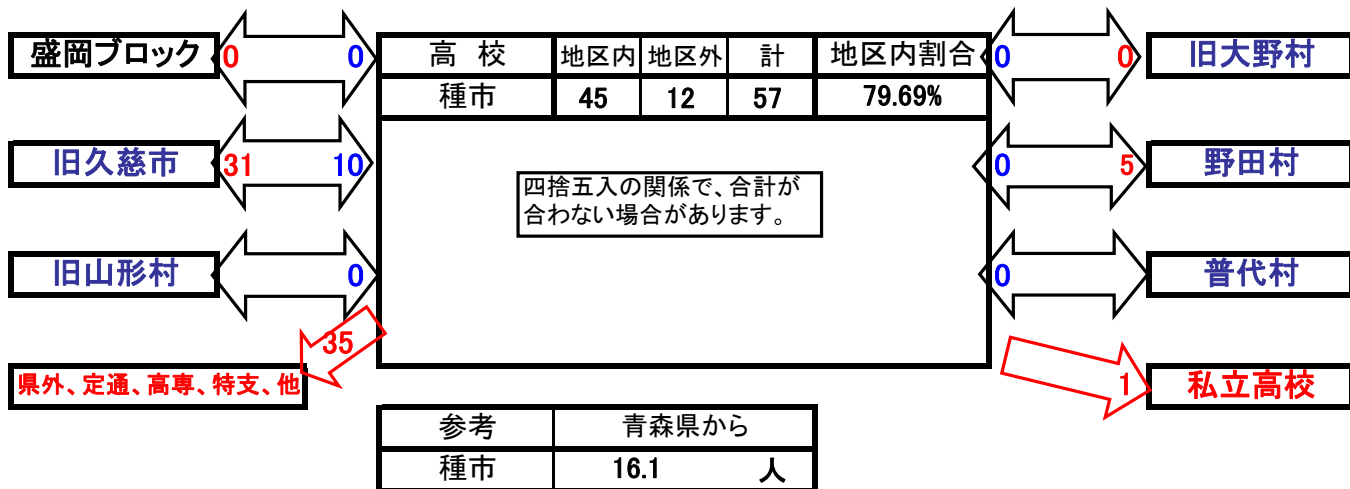 盛岡ブロック 0 0 高 校 地区内 地区外 計 地区内割合 0 0 旧大野村
種市 45 12 57 79.69%
旧久慈市 31 10 0 5 野田村
四捨五入の関係で、合計が
合わない場合があります。
旧山形村 0 0 普代村
35
県外、定通、高専、特支、他 1 私立高校
参考 青森県から
種市 16.1 人